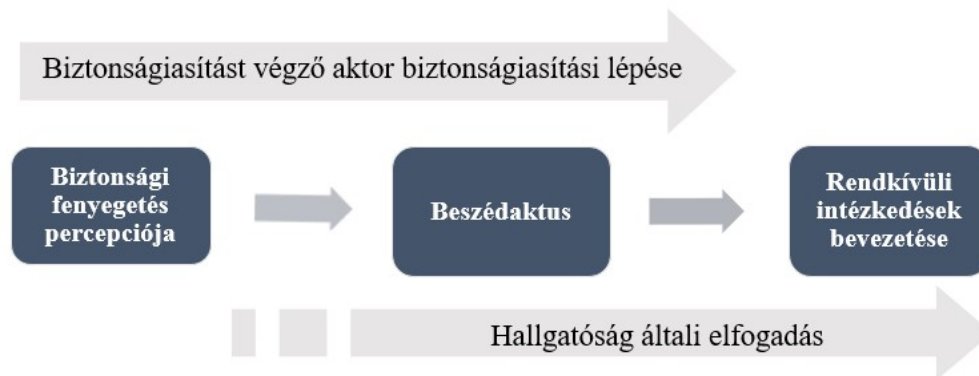 Biztonságiasítást végző aktor biztonságiasítási lépése
Biztonsági
fenyegetés
percepciója
Beszédaktus
Rendkívüli
intézkedések
bevezetése
Hallgatóság általi elfogadás